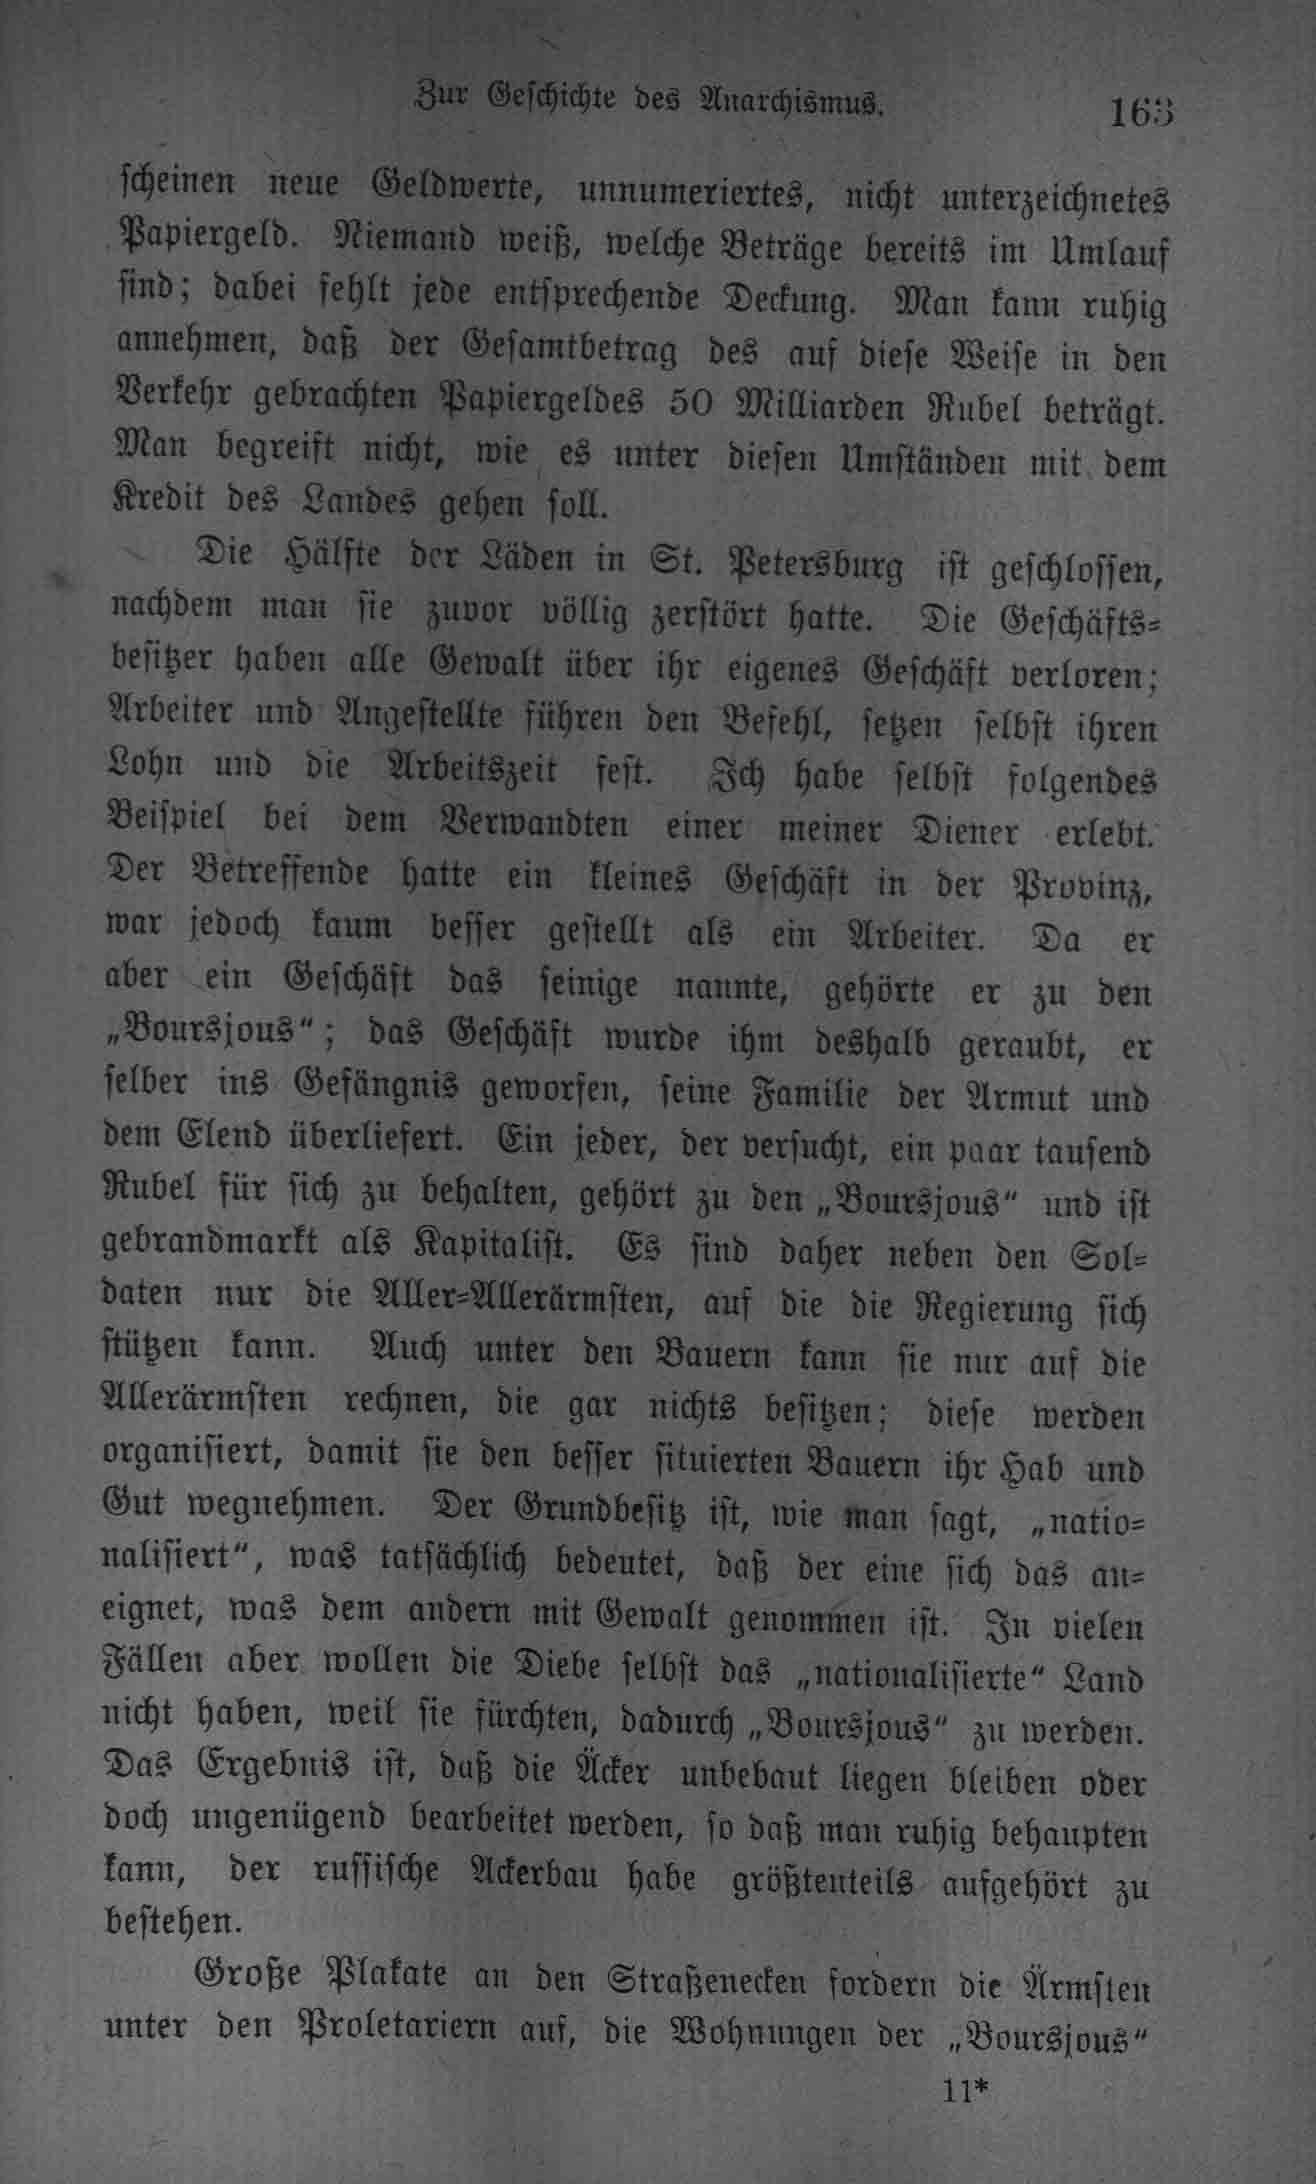 Zur Geschichte des Anarchismus.
163
scheinen neue Geldwerte, unnumeriertes, nicht unterzeichnetes
Papiergeld. Niemand weiß, welche Beträge bereits im Umlauf
sind; dabei fehlt jede entsprechende Deckung. Man kann ruhig
annehmen, daß der Gesamtbetrag des auf diese Weise in den
Verkehr gebrachten Papiergeldes 50 Milliarden Rubel beträgt.
Man begreift nicht, wie es unter diesen Umständen mit dem
Kredit des Landes gehen soll.
Die Hälfte der Läden in St. Petersburg ist geschlossen,
nachdem man sie zuvor völlig zerstört hatte. Die Geschäfts-
besitzer haben alle Gewalt über ihr eigenes Geschäft verloren;
Arbeiter und Angestellte führen den Befehl, setzen selbst ihren
Lohn und die Arbeitszeit fest. Ich habe selbst folgendes
Beispiel bei dem Verwandten einer meiner Diener erlebt.
Der Betreffende hatte ein kleines Geschäft in der Provinz,
war jedoch kaum besser gestellt als ein Arbeiter. Da er
aber ein Geschäft das seinige nannte, gehörte er zu den
„Boursjous“; das Geschäft wurde ihm deshalb geraubt, er
selber ins Gefängnis geworfen, seine Familie der Armut und
dem Elend überliefert. Ein jeder, der versucht, ein paar tausend
Rubel für sich zu behalten, gehört zu den „Boursjous“ und ist
gebrandmarkt als Kapitalist. Es sind daher neben den Sol-
daten nur die Aller-Allerärmsten, auf die die Regierung sich
stützen kann. Auch unter den Bauern kann sie nur auf die
Allerärmsten rechnen, die gar nichts besitzen; diese werden
organisiert, damit sie den besser situierten Bauern ihr Hab und
Gut wegnehmen. Der Grundbesitz ist, wie man sagt, „natio-
nalisiert“, was tatsächlich bedeutet, daß der eine sich das an-
eignet, was dem andern mit Gewalt genommen ist. In vielen
Fällen aber wollen die Diebe selbst das „nationalisierte“ Land
nicht haben, weil sie fürchten, dadurch „Boursjous“ zu werden.
Das Ergebnis ist, daß die Äcker unbebaut liegen bleiben oder
doch ungenügend bearbeitet werden, so daß man ruhig behaupten
kann, der russische Ackerbau habe größtenteils aufgehört zu
bestehen.
Große Plakate an den Straßenecken fordern die Ärmsten
unter den Proletariern auf, die Wohnungen der „Boursjous“
11*